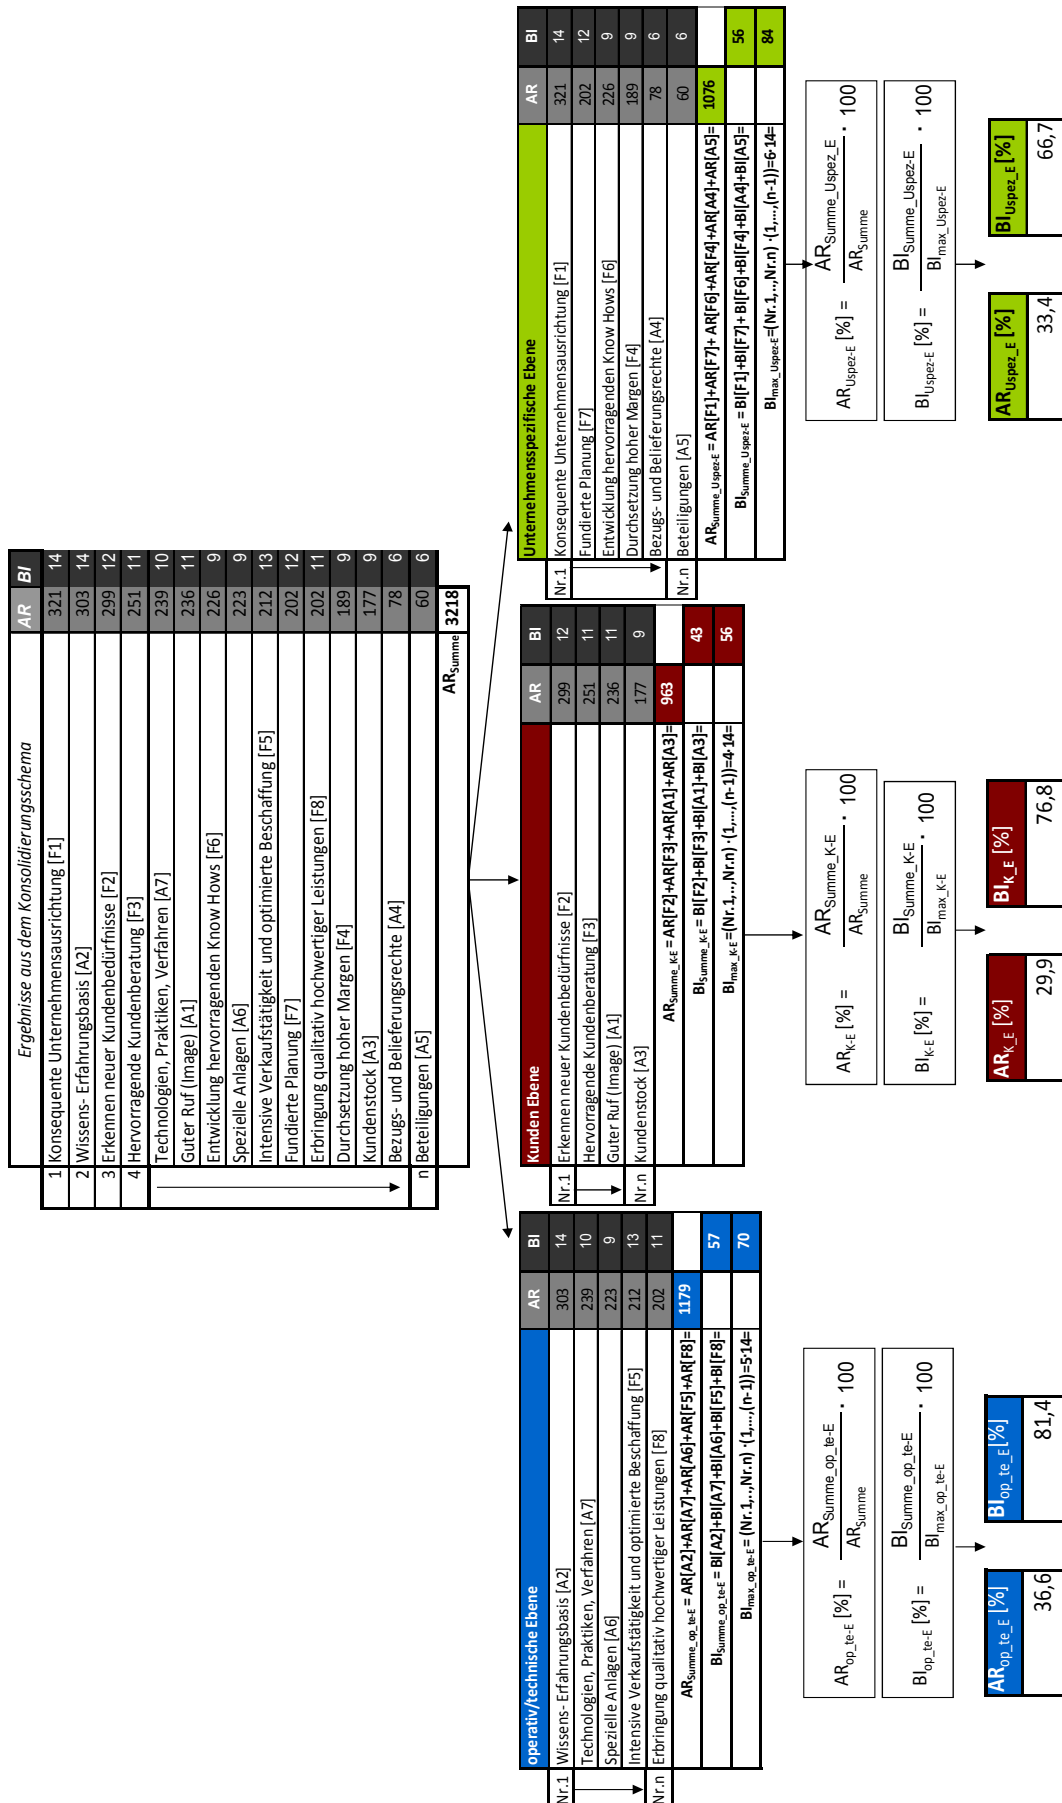 Ergebnisse aus dem Konsolidierungsschema AR BI
1 Konsequente Unternehmensausrichtung [F1] 321 14
2 Wissens- Erfahrungsbasis [A2] 303 14
3 Erkennen neuer Kundenbedürfnisse [F2] 299 12
4 Hervorragende Kundenberatung [F3] 251 11
Technologien, Praktiken, Verfahren [A7] 239 10
Guter Ruf (Image) [A1] 236 11
Entwicklung hervorragenden Know Hows [F6] 226 9
Spezielle Anlagen [A6] 223 9
Intensive Verkaufstätigkeit und optimierte Beschaffung [F5] 212 13
Fundierte Planung [F7] 202 12
Erbringung qualitativ hochwertiger Leistungen [F8] 202 11
Durchsetzung hoher Margen [F4] 189 9
Kundenstock [A3] 177 9
Bezugs- und Belieferungsrechte [A4] 78 6
n Beteiligungen [A5] 60 6
ARSumme 3218
operativ/technische Ebene AR BI
Nr.1 Wissens- Erfahrungsbasis [A2] 303 14
Technologien, Praktiken, Verfahren [A7] 239 10
Spezielle Anlagen [A6] 223 9
Intensive Verkaufstätigkeit und optimierte Beschaffung [F5] 212 13
Nr.n Erbringung qualitativ hochwertiger Leistungen [F8] 202 11
ARSumme_op_te-E = AR[A2]+AR[A7]+AR[A6]+AR[F5]+AR[F8]= 1179
BISumme_op_te-E = BI[A2]+BI[A7]+BI[A6]+BI[F5]+BI[F8]= 57
BImax_op_te-E = (Nr.1,..,Nr.n) ·(1,...,(n-1))=5·14= 70
ARop_te-E [%] = ARSumme_op_te-E / ARSumme · 100
BIop_te-E [%] = BISumme_op_te-E / BImax_op_te-E · 100
ARop_te_E [%] BIop_te_E [%]
36,6 81,4
Kunden Ebene AR BI
Nr.1 Erkennen neuer Kundenbedürfnisse [F2] 299 12
Hervorragende Kundenberatung [F3] 251 11
Guter Ruf (Image) [A1] 236 11
Nr.n Kundenstock [A3] 177 9
ARSumme_K-E = AR[F2]+AR[F3]+AR[A1]+AR[A3]= 963
BISumme_K-E = BI[F2]+BI[F3]+BI[A1]+BI[A3]= 43
BImax_K-E =(Nr.1,..,Nr.n) ·(1,...,(n-1))=4·14= 56
ARK-E [%] = ARSumme_K-E / ARSumme · 100
BIK-E [%] = BISumme_K-E / BImax_K-E · 100
ARK_E [%] BIK_E [%]
29,9 76,8
Unternehmensspezifische Ebene AR BI
Nr.1 Konsequente Unternehmensausrichtung [F1] 321 14
Fundierte Planung [F7] 202 12
Entwicklung hervorragenden Know Hows [F6] 226 9
Durchsetzung hoher Margen [F4] 189 9
Bezugs- und Belieferungsrechte [A4] 78 6
Nr.n Beteiligungen [A5] 60 6
ARSumme_Uspez-E = AR[F1]+AR[F7]+ AR[F6]+AR[F4]+AR[A4]+AR[A5]= 1076
BISumme_Uspez-E = BI[F1]+BI[F7]+ BI[F6]+BI[F4]+BI[A4]+BI[A5]= 56
BImax_Uspez-E =(Nr.1,..,Nr.n) ·(1,...,(n-1))=6·14= 84
ARUspez-E [%] = ARSumme_Uspez_E / ARSumme · 100
BIUspez-E [%] = BISumme_Uspez-E / BImax_Uspez-E · 100
ARUspez_E [%] BIUspez_E [%]
33,4 66,7